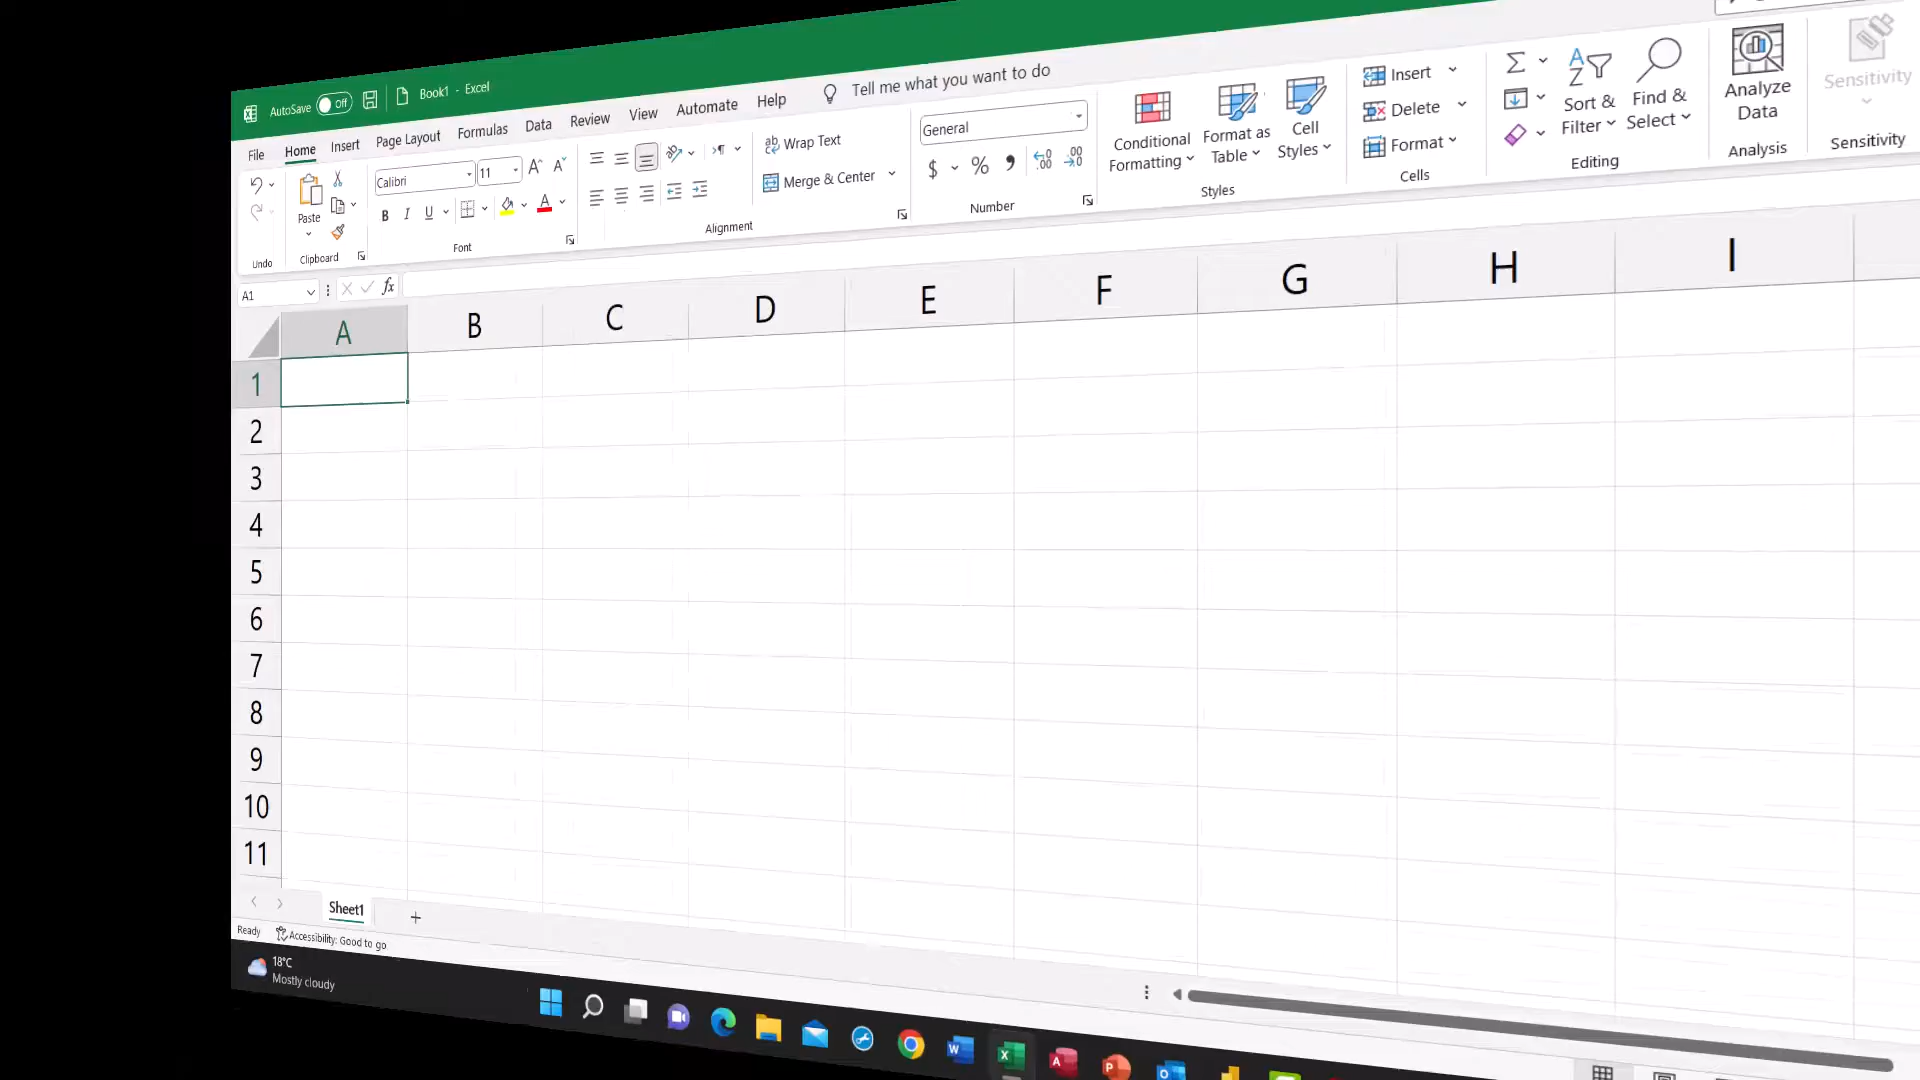 AutoSave Off Book1 - Excel
File Home Insert Page Layout Formulas Data Review View Automate Help Tell me what you want to do
Undo
Paste
Clipboard
Calibri 11
B I U A
Font
Wrap Text
Merge & Center
Alignment
General
$ %
Number
Conditional Formatting
Format as Table
Cell Styles
Styles
Insert
Delete
Format
Cells
Sort & Filter
Find & Select
Editing
Analyze Data
Analysis
Sensitivity
Sensitivity
A1 fx
A B C D E F G H I
1
2
3
4
5
6
7
8
9
10
11
Sheet1 +
Ready Accessibility: Good to go
18°C
Mostly cloudy